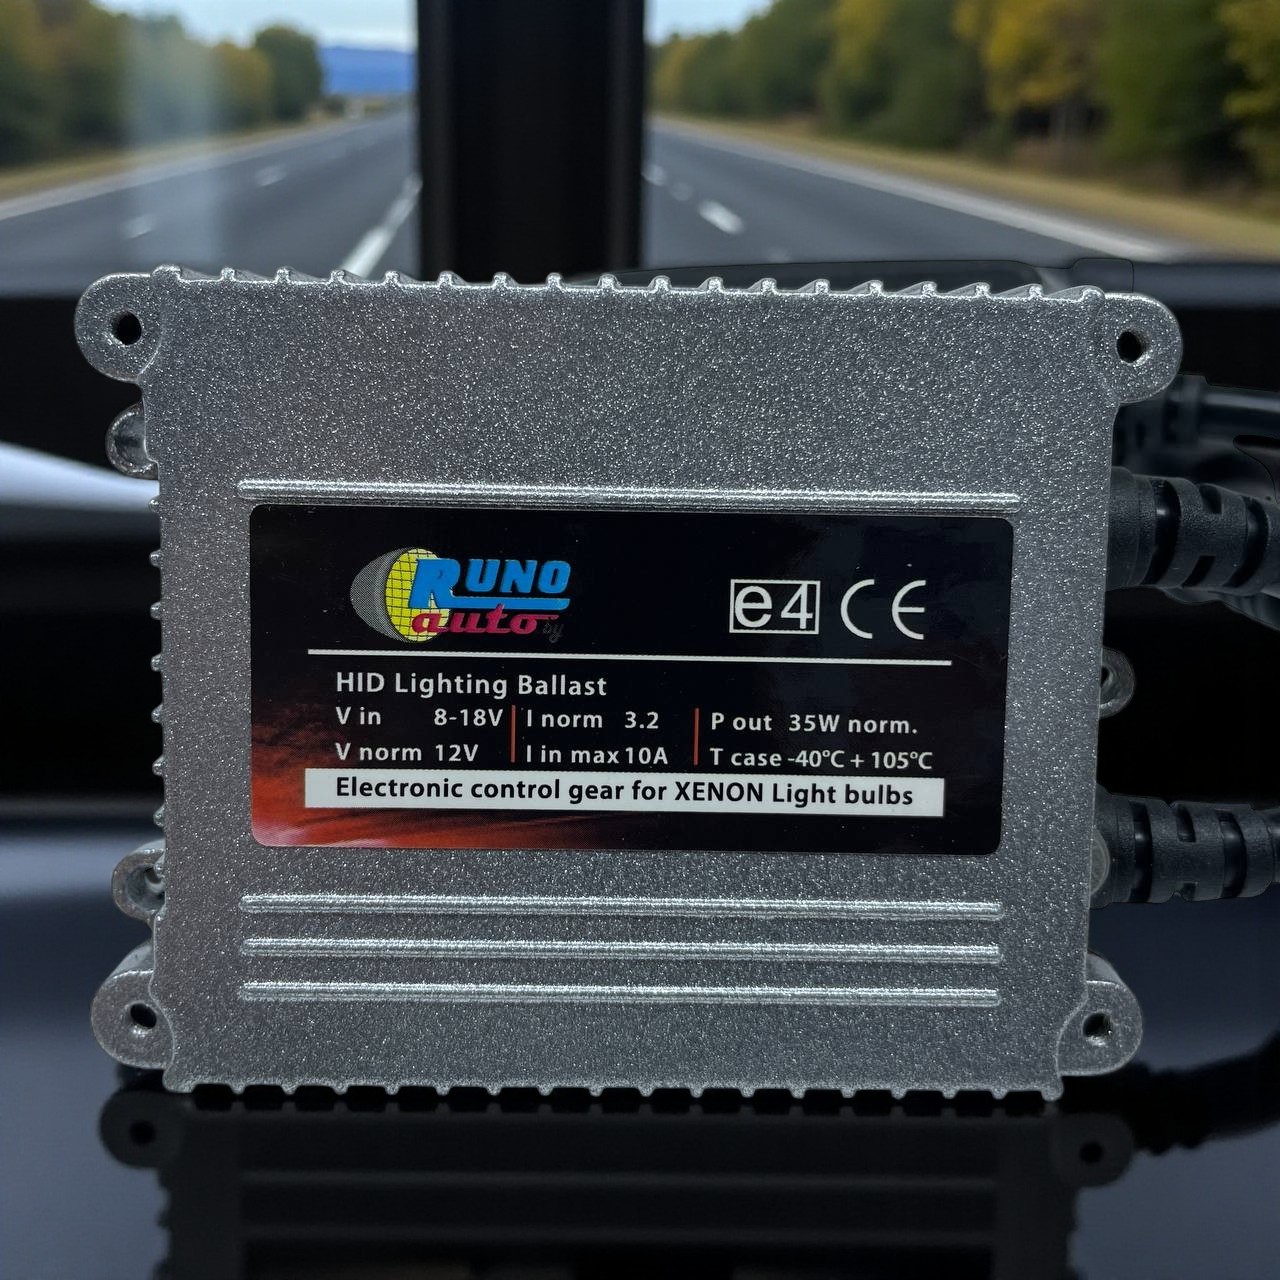 RUNO
auto by
e4 CE
HID Lighting Ballast
V in 8-18V I norm 3.2 P out 35W norm.
V norm 12V I in max 10A T case -40°C + 105°C
Electronic control gear for XENON Light bulbs